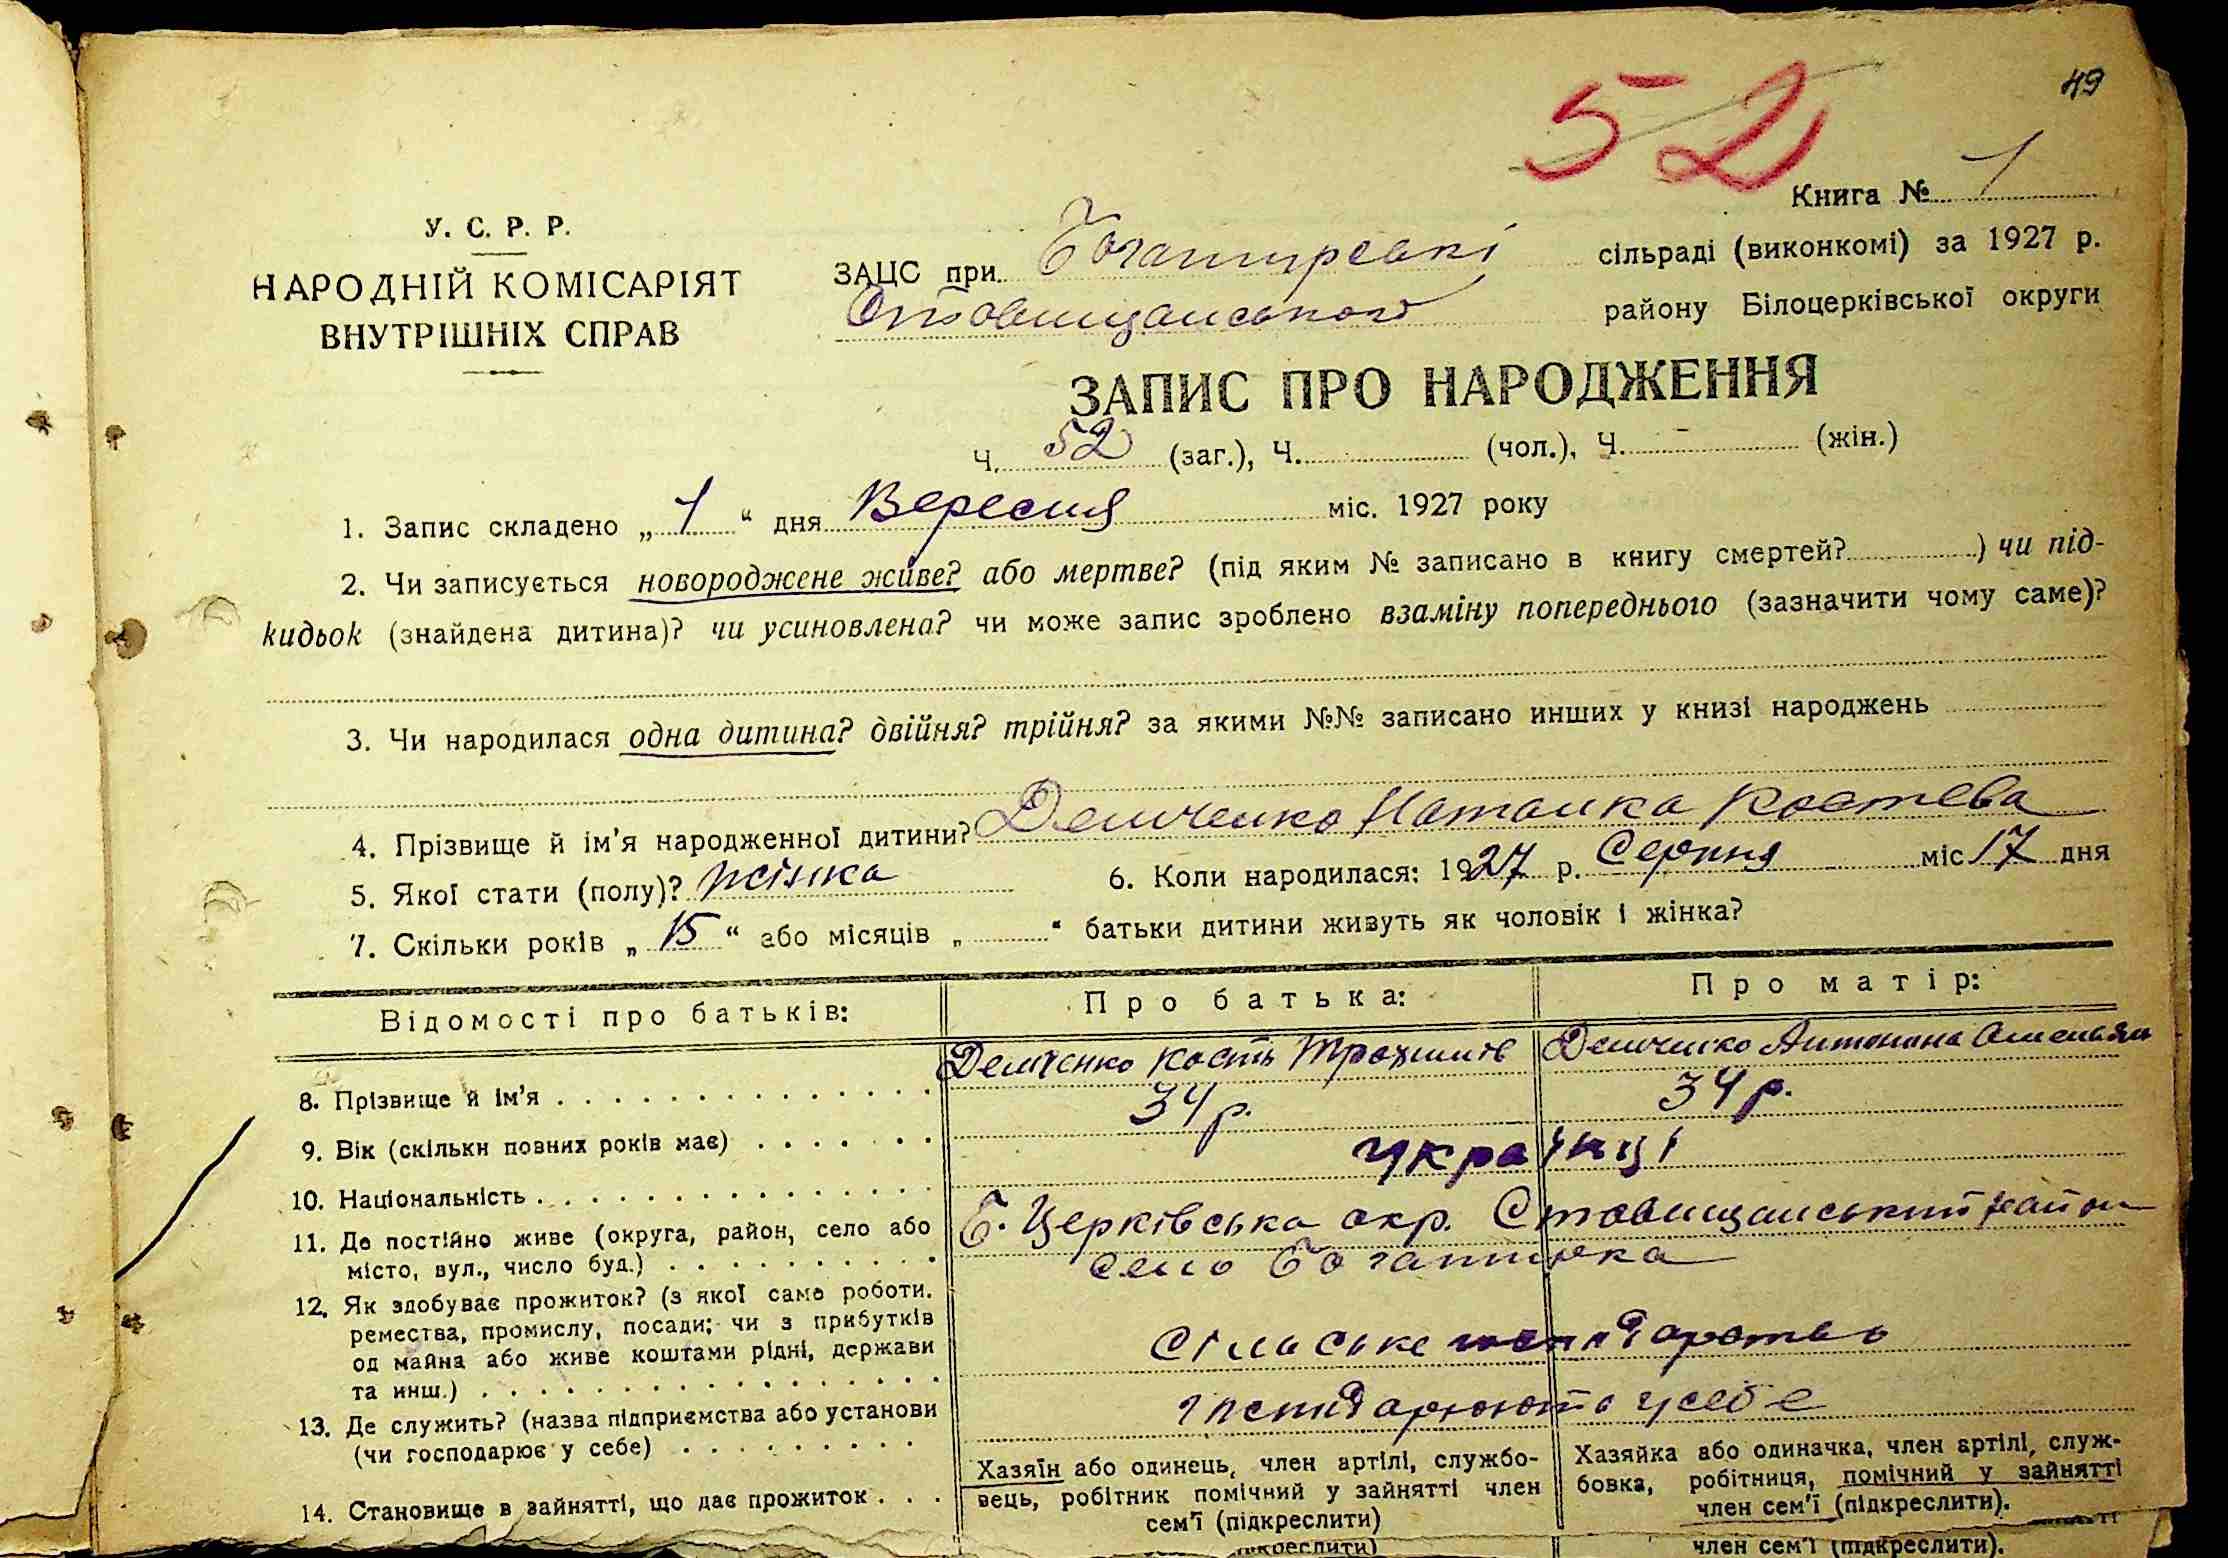 49
52
Книга № 1
У. С. Р. Р.
НАРОДНІЙ КОМІСАРІЯТ
ВНУТРІШНІХ СПРАВ
ЗАЦС при Богатирські сільраді (виконкомі) за 1927 р.
Ставищанського району Білоцерківської округи
ЗАПИС ПРО НАРОДЖЕННЯ
Ч. 52 (заг.), Ч. (чол.), Ч. - (жін.)
1. Запис складено „ 1 “ дня Вересня міс. 1927 року
2. Чи записується новороджене живе? або мертве? (під яким № записано в книгу смертей? ) чи під-
кидьок (знайдена дитина)? чи усиновлена? чи може запис зроблено взаміну попереднього (зазначити чому саме)?
3. Чи народилася одна дитина? двійня? трійня? за якими №№ записано инших у книзі народжень
4. Прізвище й ім'я народженної дитини? Демченко Наталка Костева
5. Якої стати (полу)? жінка 6. Коли народилася: 1927 р. Серпня міс 17 дня
7. Скільки років „ 15 “ або місяців „ “ батьки дитини живуть як чоловік і жінка?
Відомості про батьків: Про батька: Про матір:
8. Прізвище й ім'я Демченко Кость Трохимів Демченко Антонина Омельян
9. Вік (скільки повних років має) 34 р. 34 р.
10. Національність українці
11. Де постійно живе (округа, район, село або Б. Церківська окр. Ставищанський район
місто, вул., число буд.) село Богатирка
12. Як здобуває прожиток? (з якої саме роботи.
ремества, промислу, посади; чи з прибутків
од майна або живе коштами рідні, держави сільське господарство
та инш.)
13. Де служить? (назва підприємства або установи господарюють у себе
(чи господарює у себе)
14. Становище в зайнятті, що дає прожиток
Хазяїн або одинець, член артілі, службо-
вець, робітник помічний у зайнятті член
сем'ї (підкреслити)
Хазяйка або одиначка, член артілі, служ-
бовка, робітниця, помічний у зайнятті
член сем'ї (підкреслити).
член сем'ї (підкреслити).